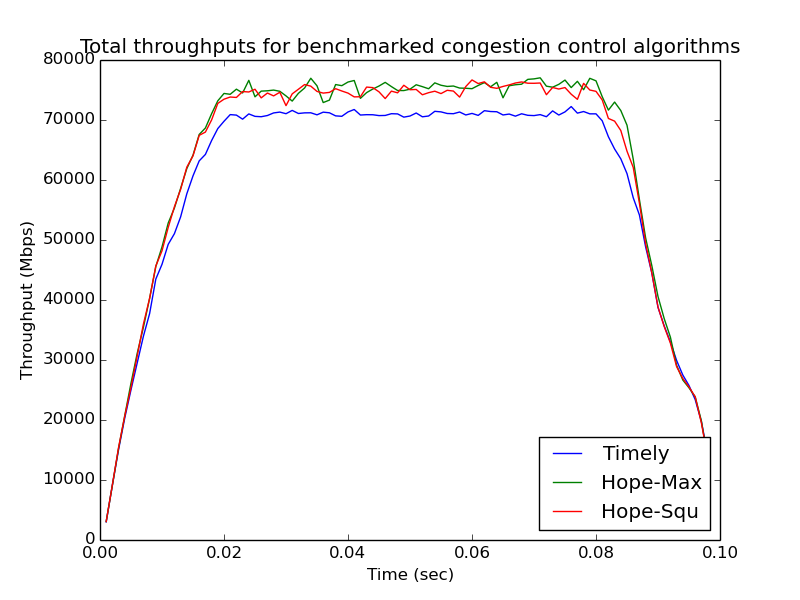 Total throughputs for benchmarked congestion control algorithms
80000
70000
60000
50000
40000
30000
20000
10000
0
Throughput (Mbps)
Timely
Hope-Max
Hope-Squ
0.00 0.02 0.04 0.06 0.08 0.10
Time (sec)